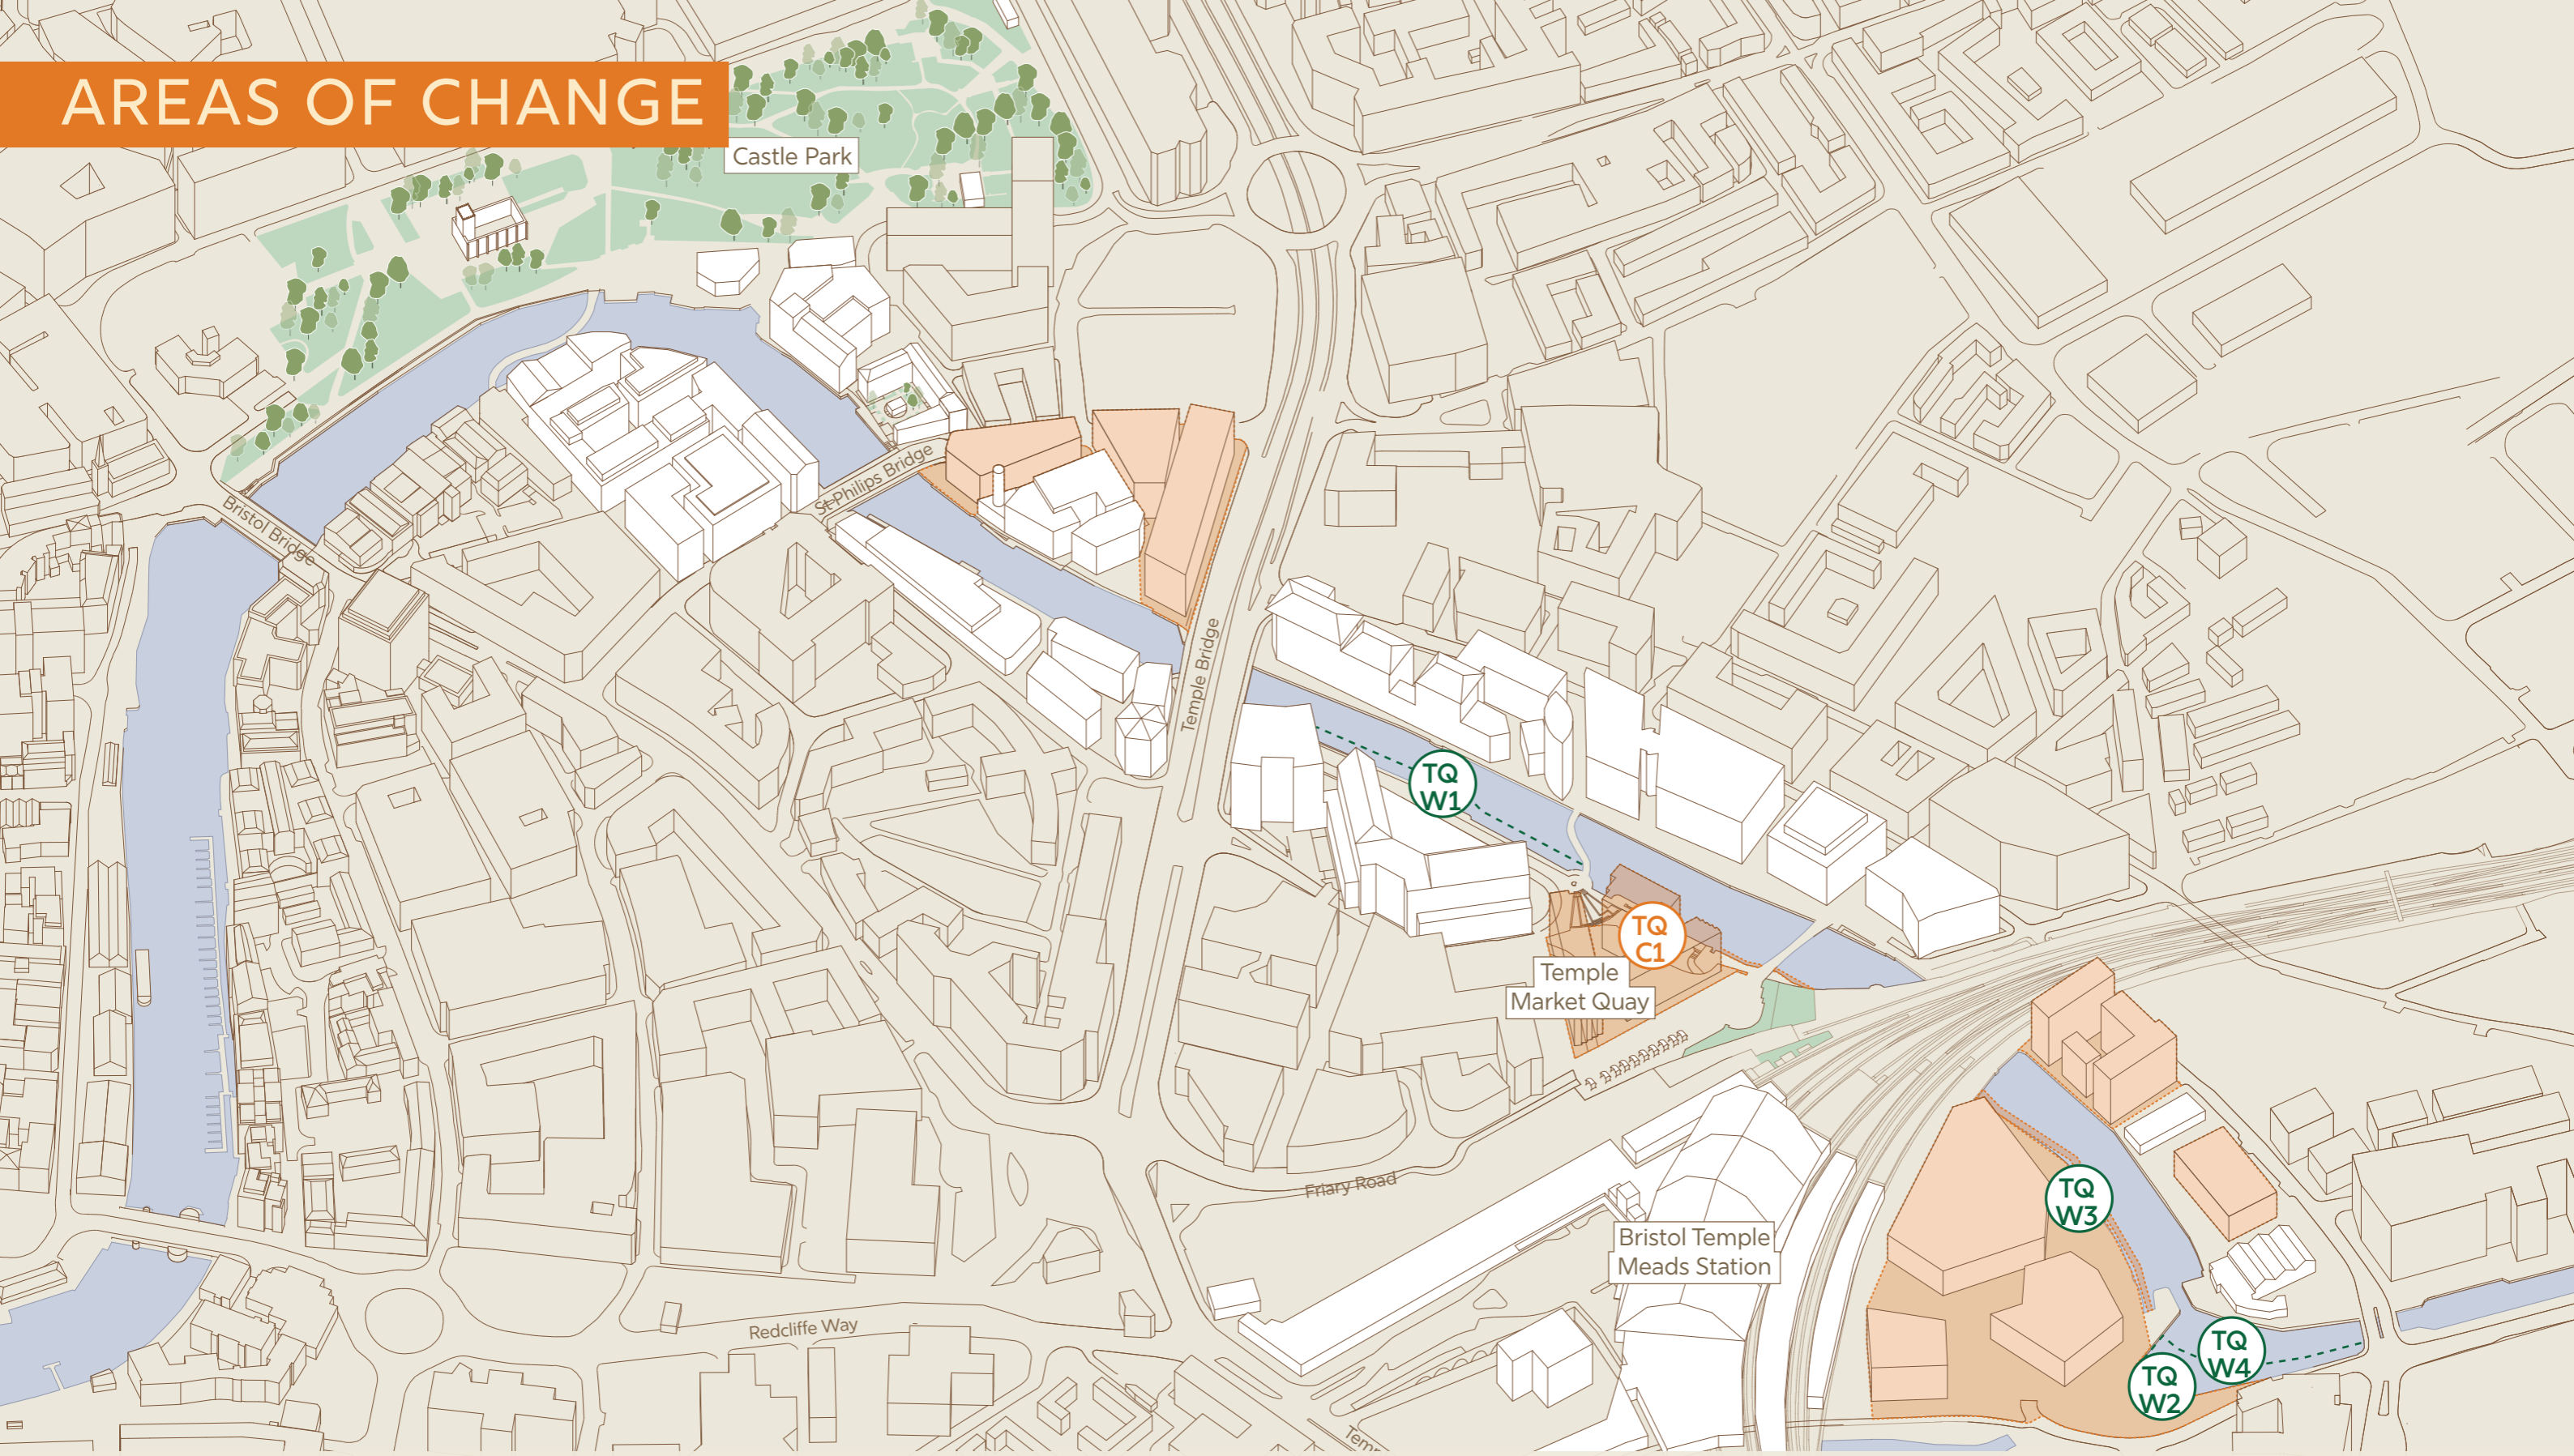 AREAS OF CHANGE
Castle Park
St Philips Bridge
Bristol Bridge
Temple Bridge
TQ
W1
TQ
C1
Temple
Market Quay
Friary Road
TQ
W3
Bristol Temple
Meads Station
Redcliffe Way
TQ
W4
TQ
W2